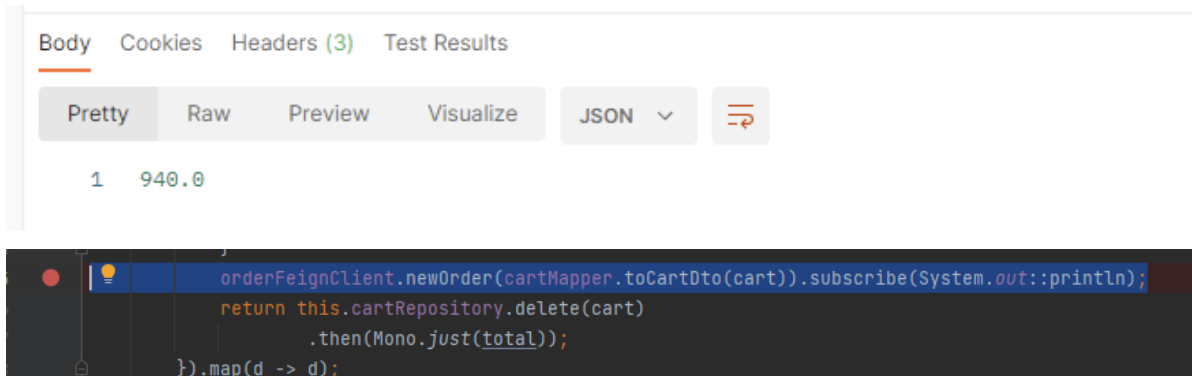 Body Cookies Headers (3) Test Results
Pretty Raw Preview Visualize JSON
1 940.0
orderFeignClient.newOrder(cartMapper.toCartDto(cart)).subscribe(System.out::println);
return this.cartRepository.delete(cart)
.then(Mono.just(total));
}).map(d -> d);